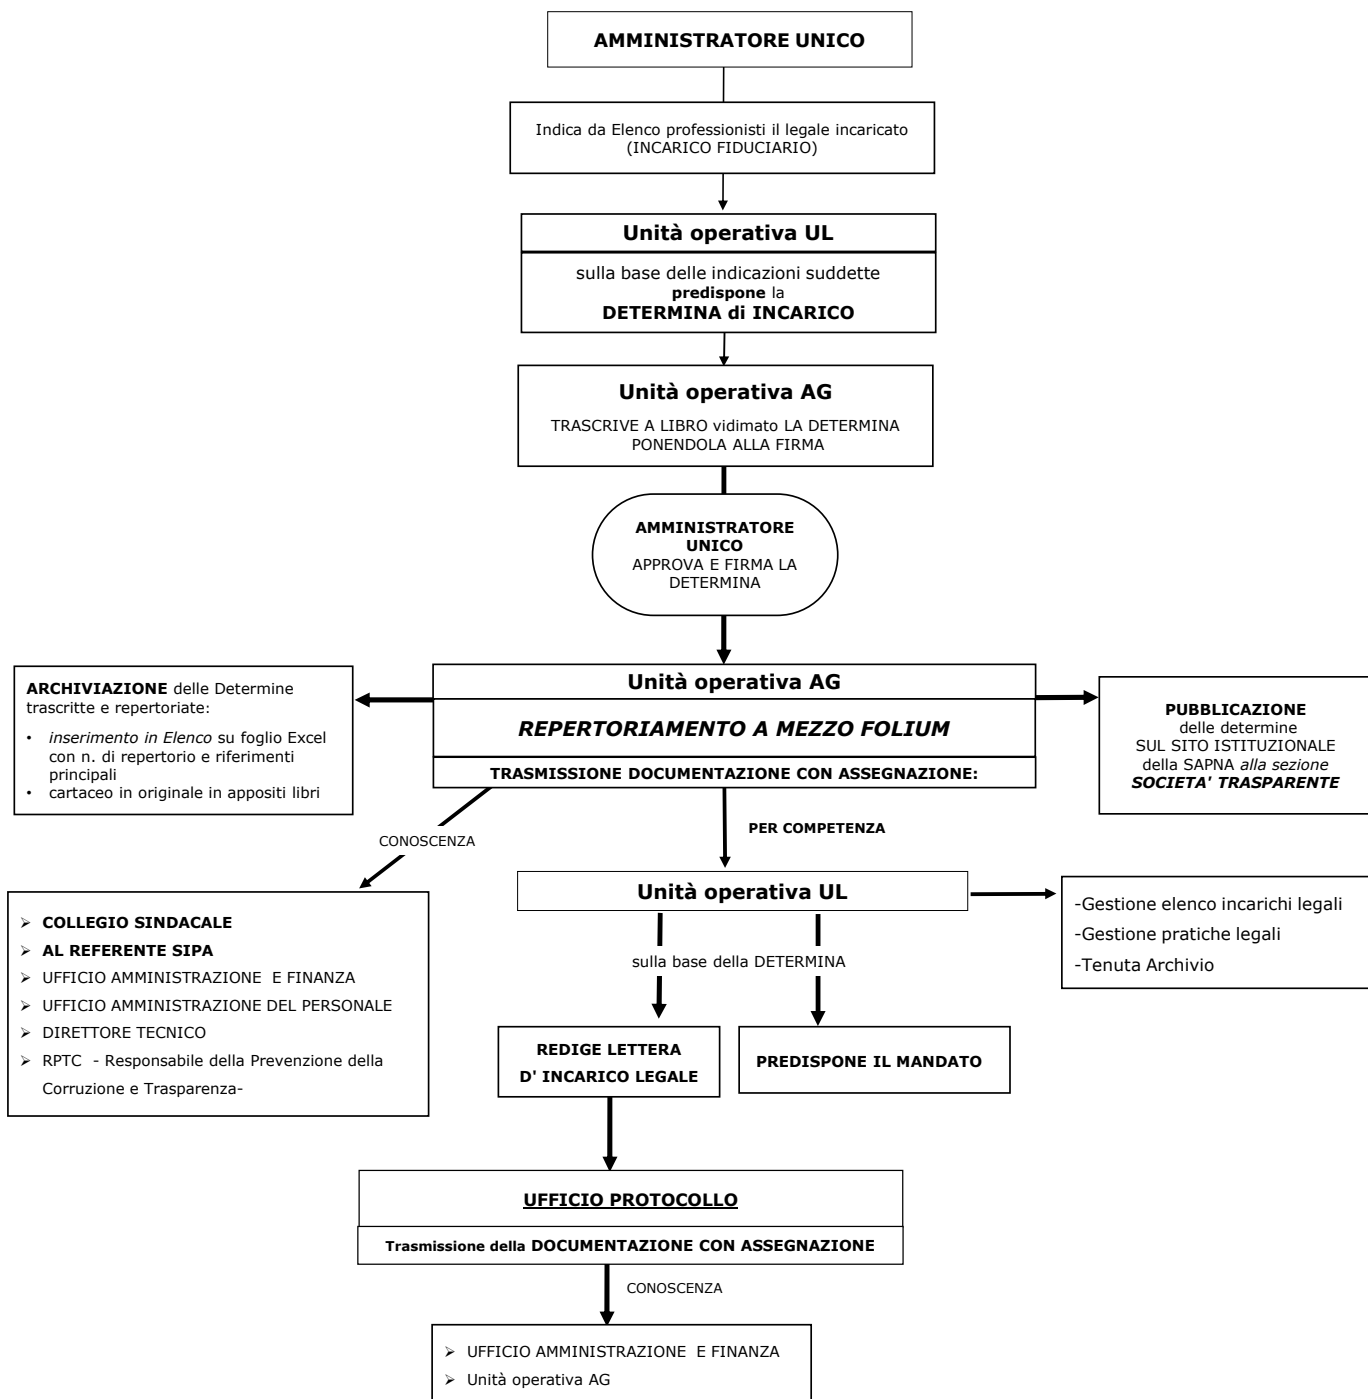 AMMINISTRATORE UNICO
Indica da Elenco professionisti il legale incaricato
(INCARICO FIDUCIARIO)
Unità operativa UL
sulla base delle indicazioni suddette
predispone la
DETERMINA di INCARICO
Unità operativa AG
TRASCRIVE A LIBRO vidimato LA DETERMINA
PONENDOLA ALLA FIRMA
AMMINISTRATORE
UNICO
APPROVA E FIRMA LA
DETERMINA
ARCHIVIAZIONE delle Determine
trascritte e repertoriate:
• inserimento in Elenco su foglio Excel
con n. di repertorio e riferimenti
principali
• cartaceo in originale in appositi libri
Unità operativa AG
REPERTORIAMENTO A MEZZO FOLIUM
TRASMISSIONE DOCUMENTAZIONE CON ASSEGNAZIONE:
PUBBLICAZIONE
delle determine
SUL SITO ISTITUZIONALE
della SAPNA alla sezione
SOCIETA' TRASPARENTE
CONOSCENZA
PER COMPETENZA
➢ COLLEGIO SINDACALE
➢ AL REFERENTE SIPA
➢ UFFICIO AMMINISTRAZIONE E FINANZA
➢ UFFICIO AMMINISTRAZIONE DEL PERSONALE
➢ DIRETTORE TECNICO
➢ RPTC - Responsabile della Prevenzione della
Corruzione e Trasparenza-
Unità operativa UL
-Gestione elenco incarichi legali
-Gestione pratiche legali
-Tenuta Archivio
sulla base della DETERMINA
REDIGE LETTERA
D' INCARICO LEGALE
PREDISPONE IL MANDATO
UFFICIO PROTOCOLLO
Trasmissione della DOCUMENTAZIONE CON ASSEGNAZIONE
CONOSCENZA
➢ UFFICIO AMMINISTRAZIONE E FINANZA
➢ Unità operativa AG